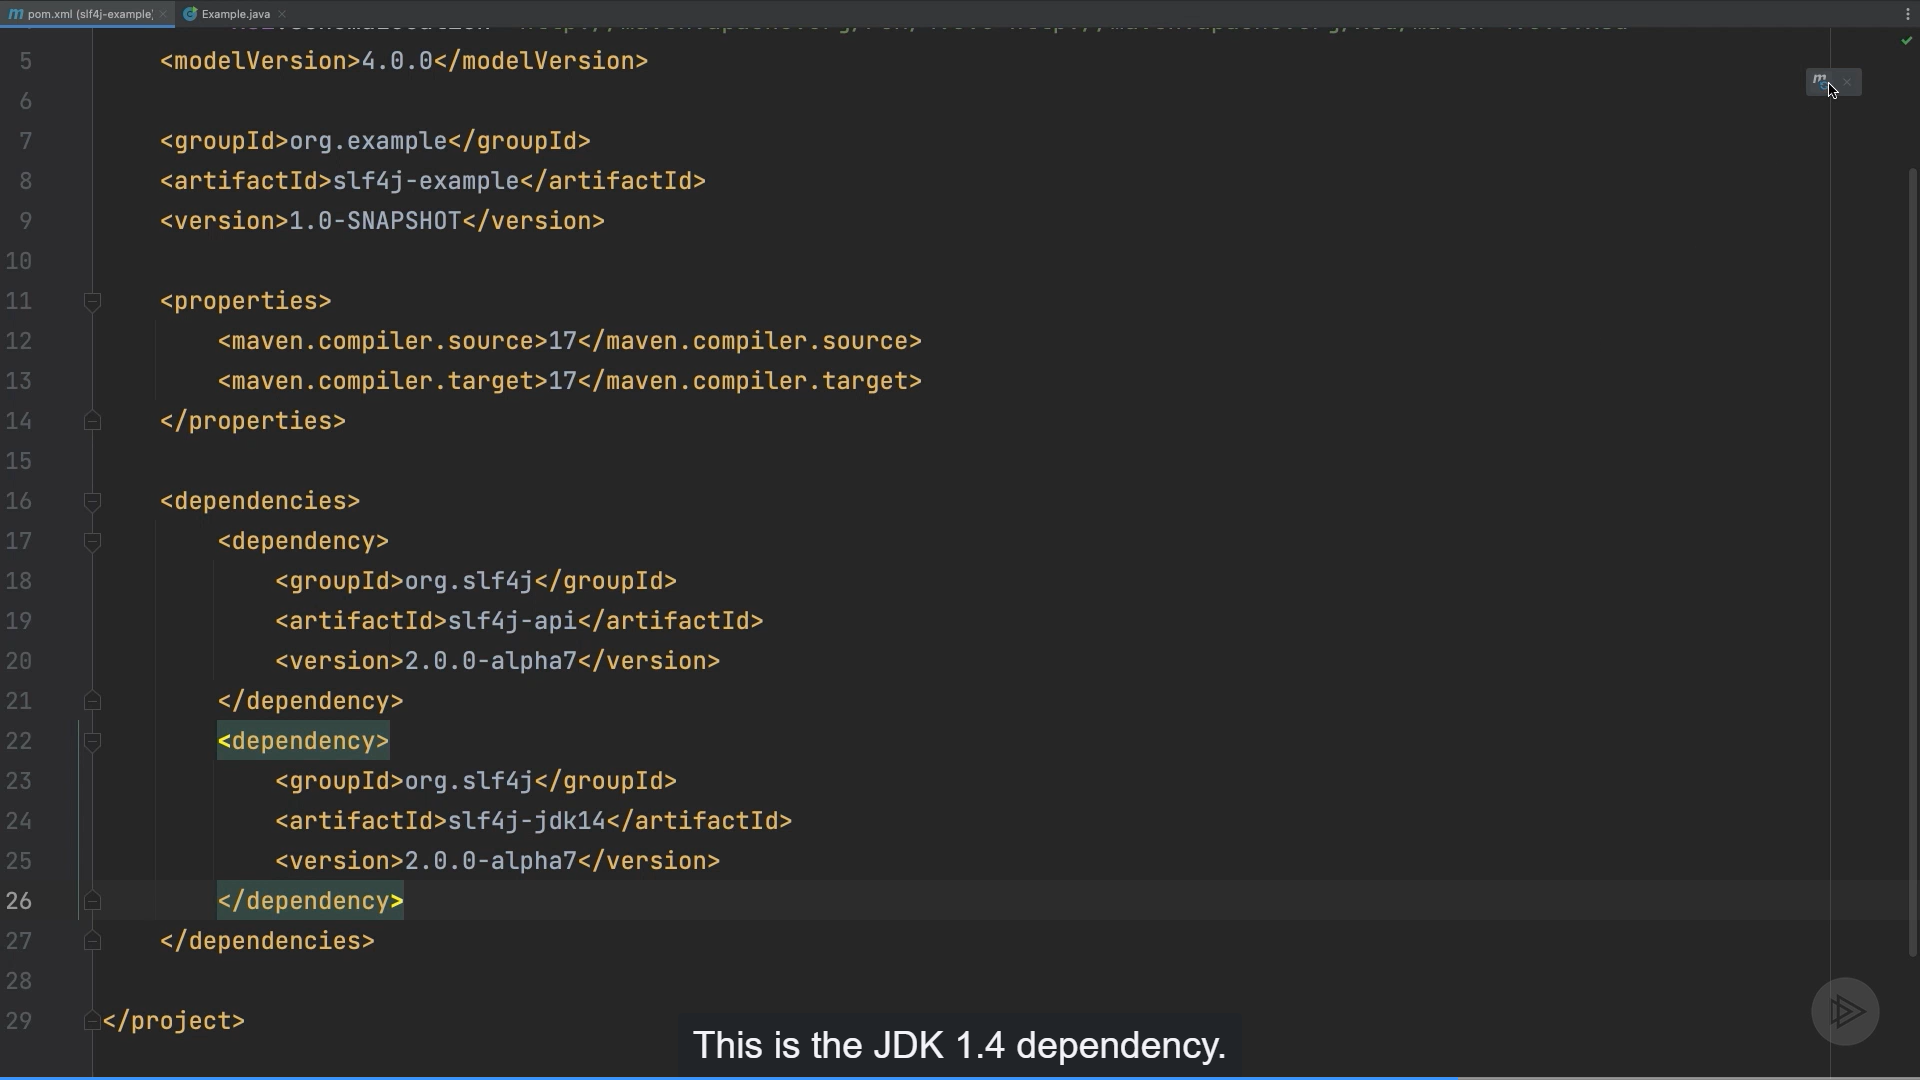 pom.xml (slf4j-example)
Example.java
5 <modelVersion>4.0.0</modelVersion>
6
7 <groupId>org.example</groupId>
8 <artifactId>slf4j-example</artifactId>
9 <version>1.0-SNAPSHOT</version>
10
11 <properties>
12 <maven.compiler.source>17</maven.compiler.source>
13 <maven.compiler.target>17</maven.compiler.target>
14 </properties>
15
16 <dependencies>
17 <dependency>
18 <groupId>org.slf4j</groupId>
19 <artifactId>slf4j-api</artifactId>
20 <version>2.0.0-alpha7</version>
21 </dependency>
22 <dependency>
23 <groupId>org.slf4j</groupId>
24 <artifactId>slf4j-jdk14</artifactId>
25 <version>2.0.0-alpha7</version>
26 </dependency>
27 </dependencies>
28
29 </project>
This is the JDK 1.4 dependency.